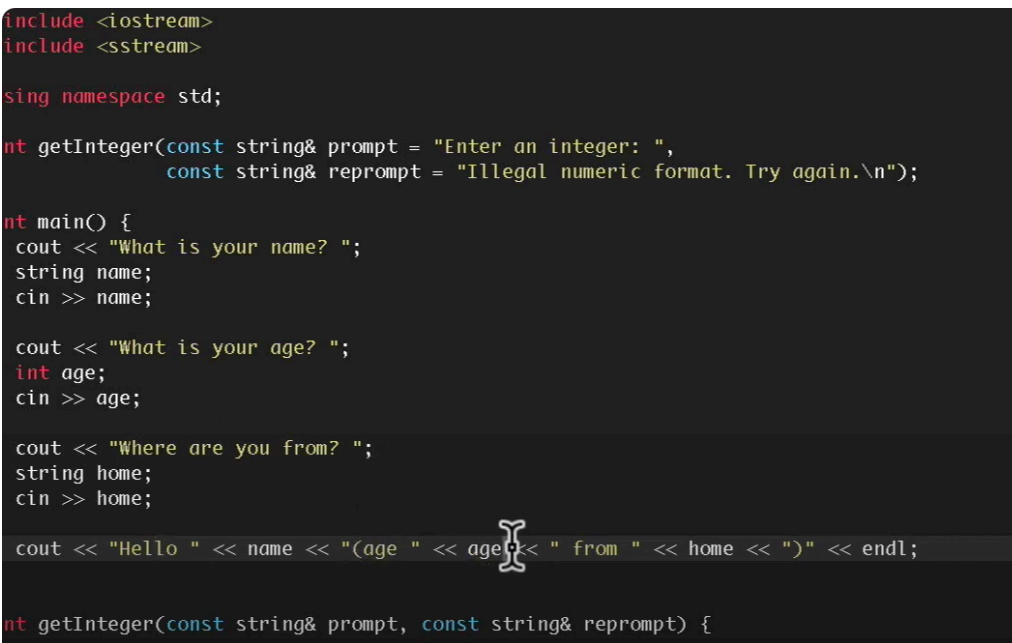 include <iostream>
include <sstream>
sing namespace std;
nt getInteger(const string& prompt = "Enter an integer: ",
const string& reprompt = "Illegal numeric format. Try again.\n");
nt main() {
cout << "What is your name? ";
string name;
cin >> name;
cout << "What is your age? ";
int age;
cin >> age;
cout << "Where are you from? ";
string home;
cin >> home;
cout << "Hello " << name << "(age " << age << " from " << home << ")" << endl;
nt getInteger(const string& prompt, const string& reprompt) {